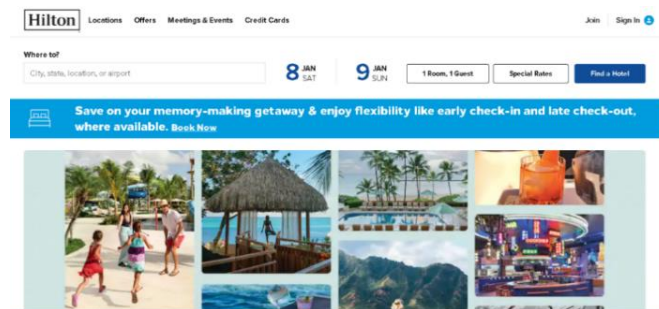 Hilton
Locations Offers Meetings & Events Credit Cards
Join Sign In
Where to?
City, state, location, or airport
8 JAN SAT
9 JAN SUN
1 Room, 1 Guest
Special Rates
Find a Hotel
Save on your memory-making getaway & enjoy flexibility like early check-in and late check-out,
where available. Book Now